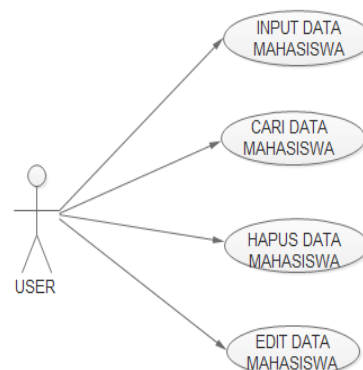 INPUT DATA
MAHASISWA
CARI DATA
MAHASISWA
USER
HAPUS DATA
MAHASISWA
EDIT DATA
MAHASISWA